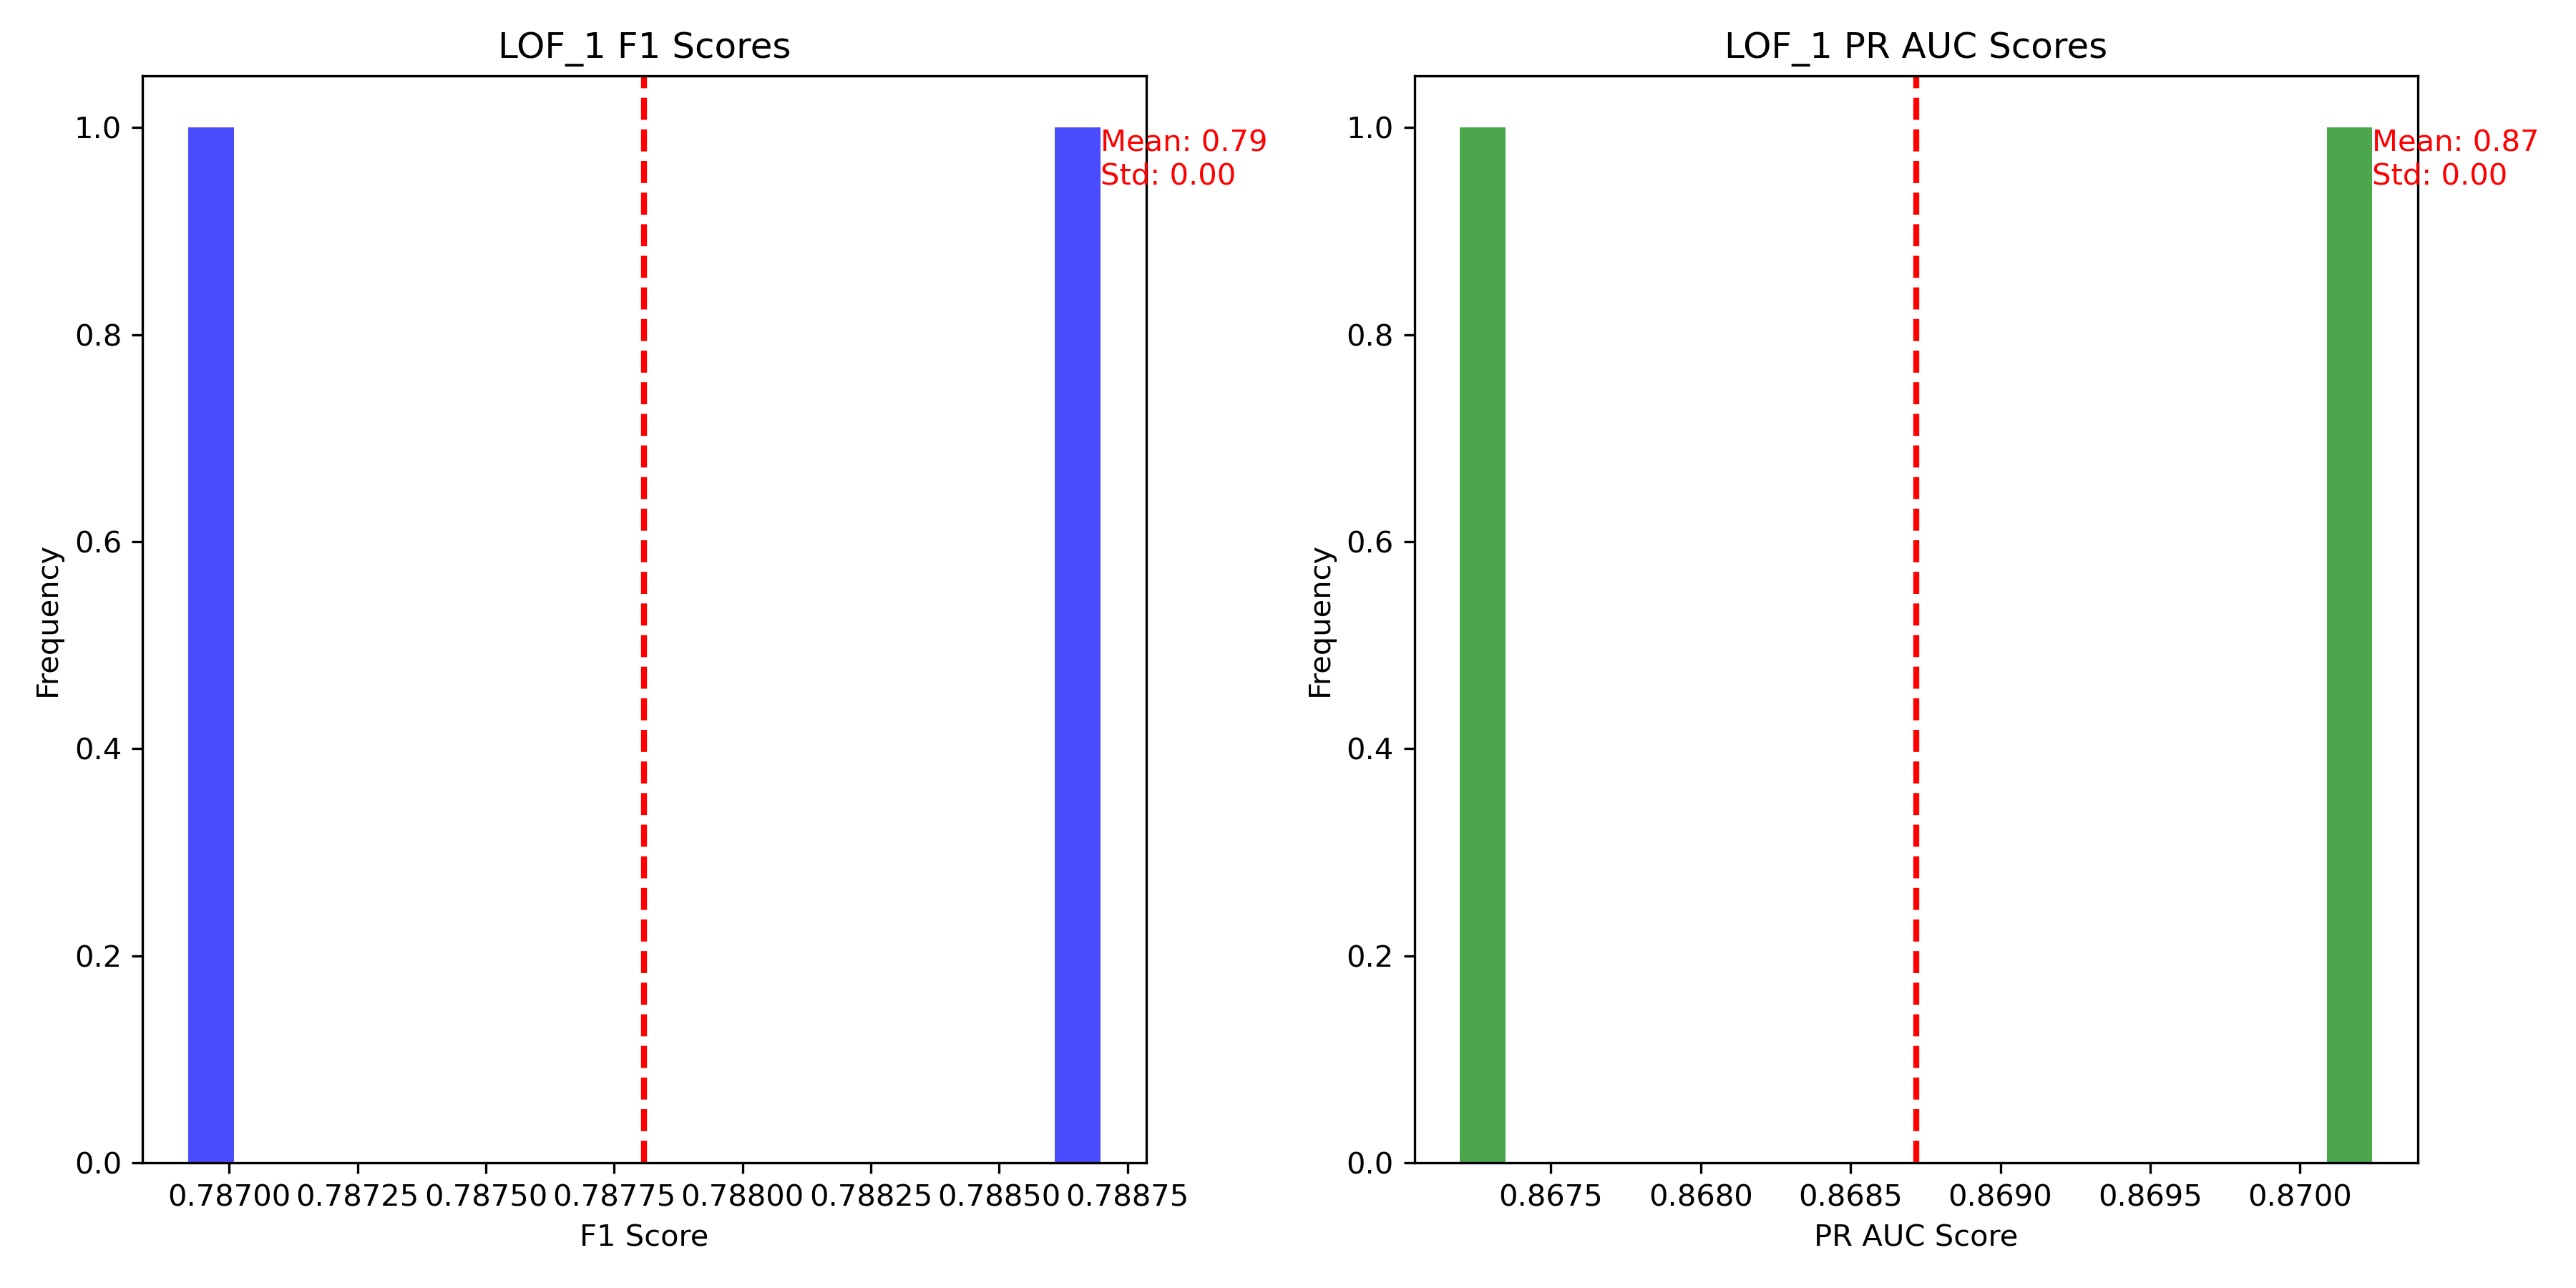 LOF_1 F1 Scores
1.0
0.8
0.6
0.4
0.2
0.0
Frequency
Mean: 0.79
Std: 0.00
0.78700 0.78725 0.78750 0.78775 0.78800 0.78825 0.78850 0.78875
F1 Score
LOF_1 PR AUC Scores
1.0
0.8
0.6
0.4
0.2
0.0
Frequency
Mean: 0.87
Std: 0.00
0.8675 0.8680 0.8685 0.8690 0.8695 0.8700
PR AUC Score